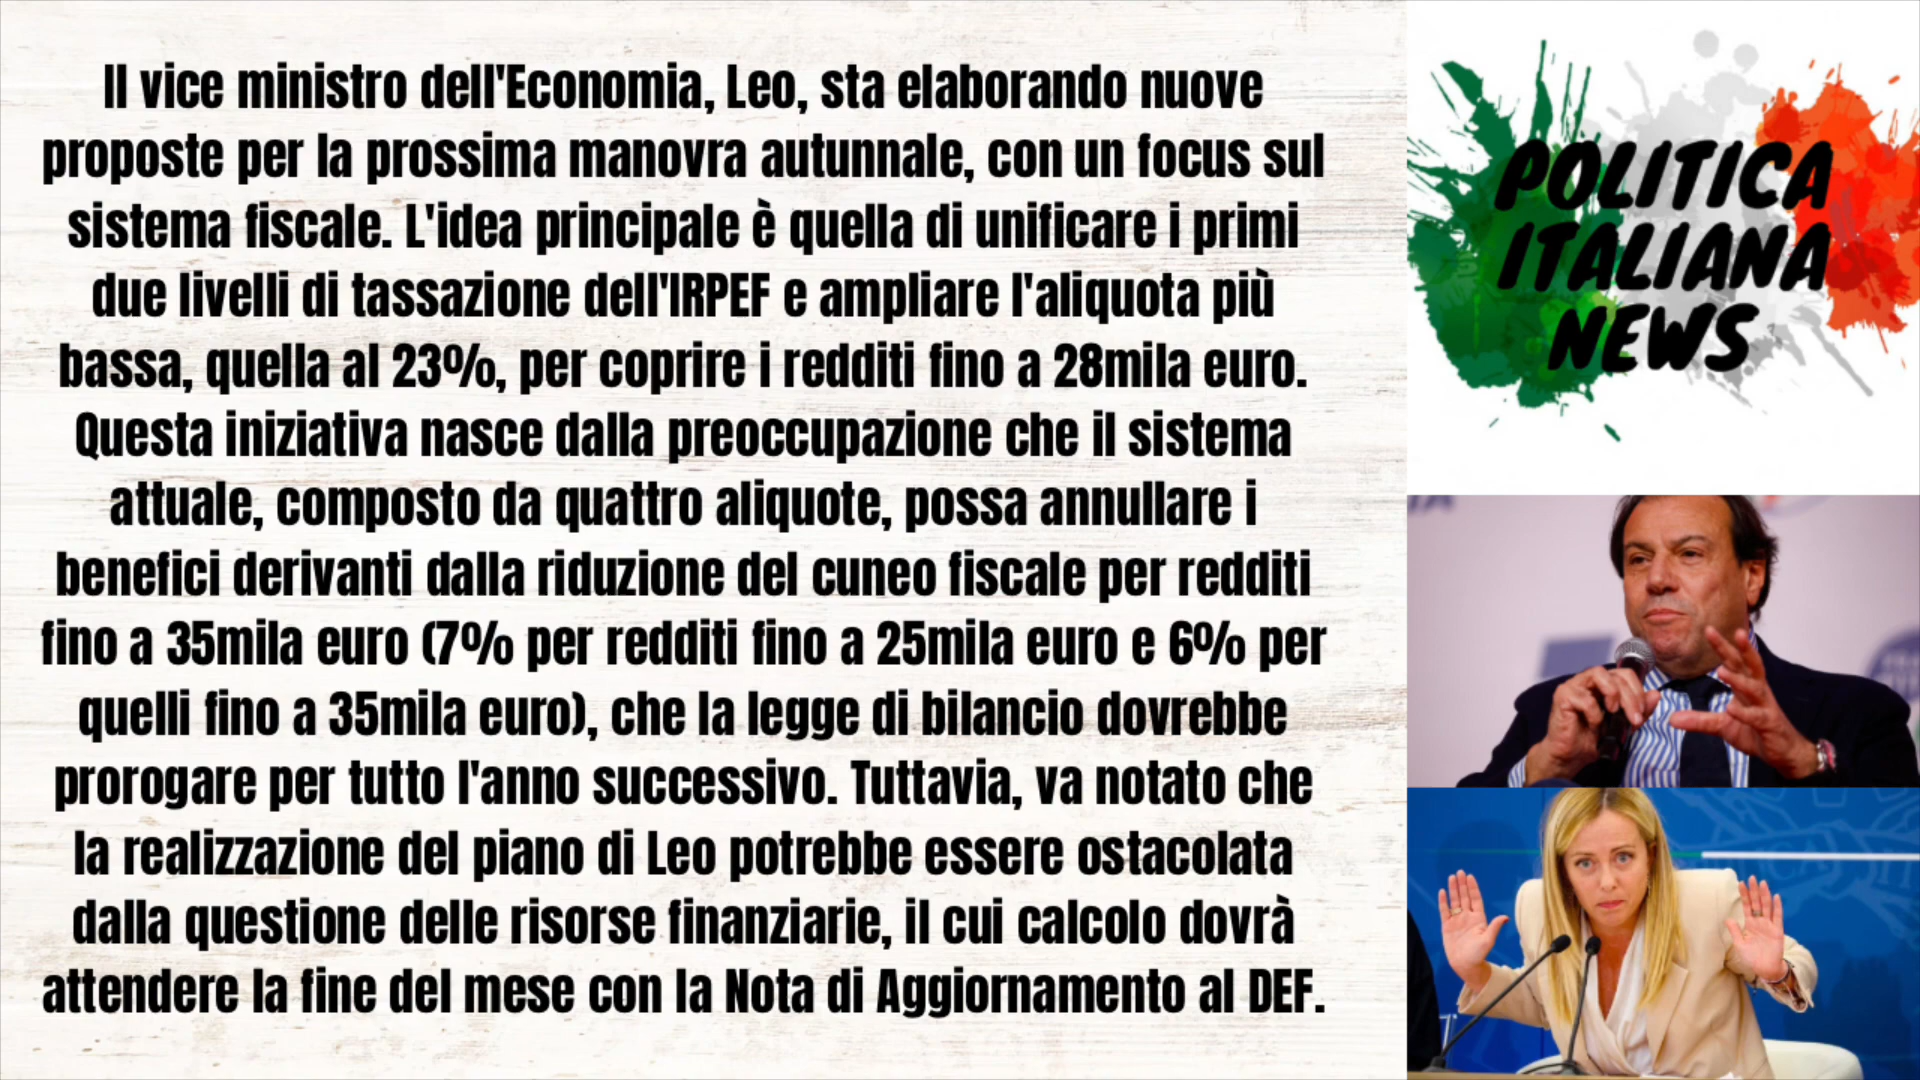 Il vice ministro dell'Economia, Leo, sta elaborando nuove
proposte per la prossima manovra autunnale, con un focus sul
sistema fiscale. L'idea principale è quella di unificare i primi
due livelli di tassazione dell'IRPEF e ampliare l'aliquota più
bassa, quella al 23%, per coprire i redditi fino a 28mila euro.
Questa iniziativa nasce dalla preoccupazione che il sistema
attuale, composto da quattro aliquote, possa annullare i
benefici derivanti dalla riduzione del cuneo fiscale per redditi
fino a 35mila euro (7% per redditi fino a 25mila euro e 6% per
quelli fino a 35mila euro), che la legge di bilancio dovrebbe
prorogare per tutto l'anno successivo. Tuttavia, va notato che
la realizzazione del piano di Leo potrebbe essere ostacolata
dalla questione delle risorse finanziarie, il cui calcolo dovrà
attendere la fine del mese con la Nota di Aggiornamento al DEF.
POLITICA
ITALIANA
NEWS